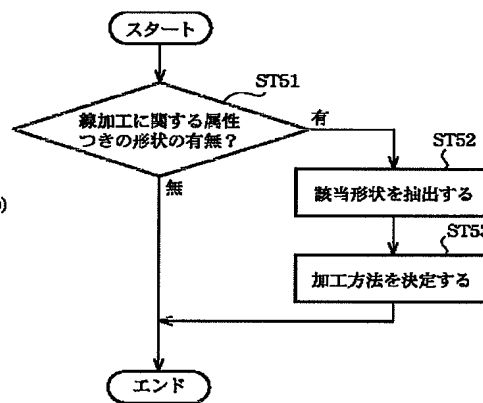 スタート
ST51
線加工に関する属性
つきの形状の有無？
有
無
ST52
該当形状を抽出する
ST53
加工方法を決定する
エンド